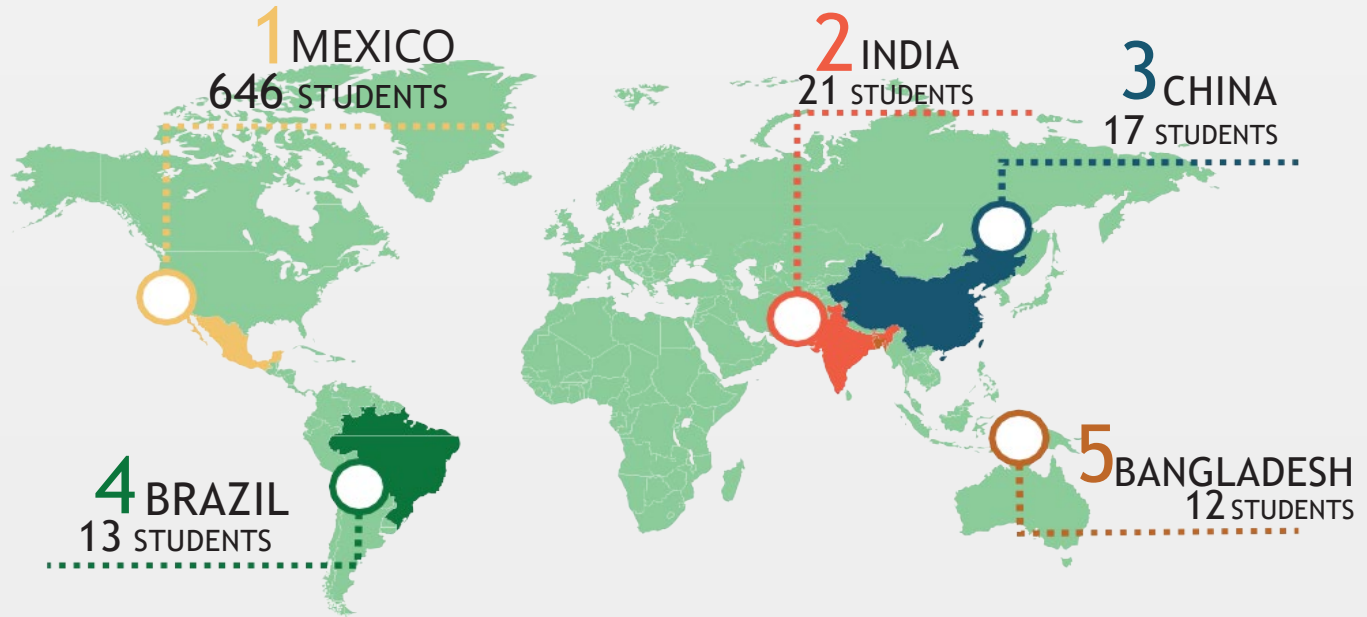 1 MEXICO
646 STUDENTS
2 INDIA
21 STUDENTS
3 CHINA
17 STUDENTS
4 BRAZIL
13 STUDENTS
5 BANGLADESH
12 STUDENTS